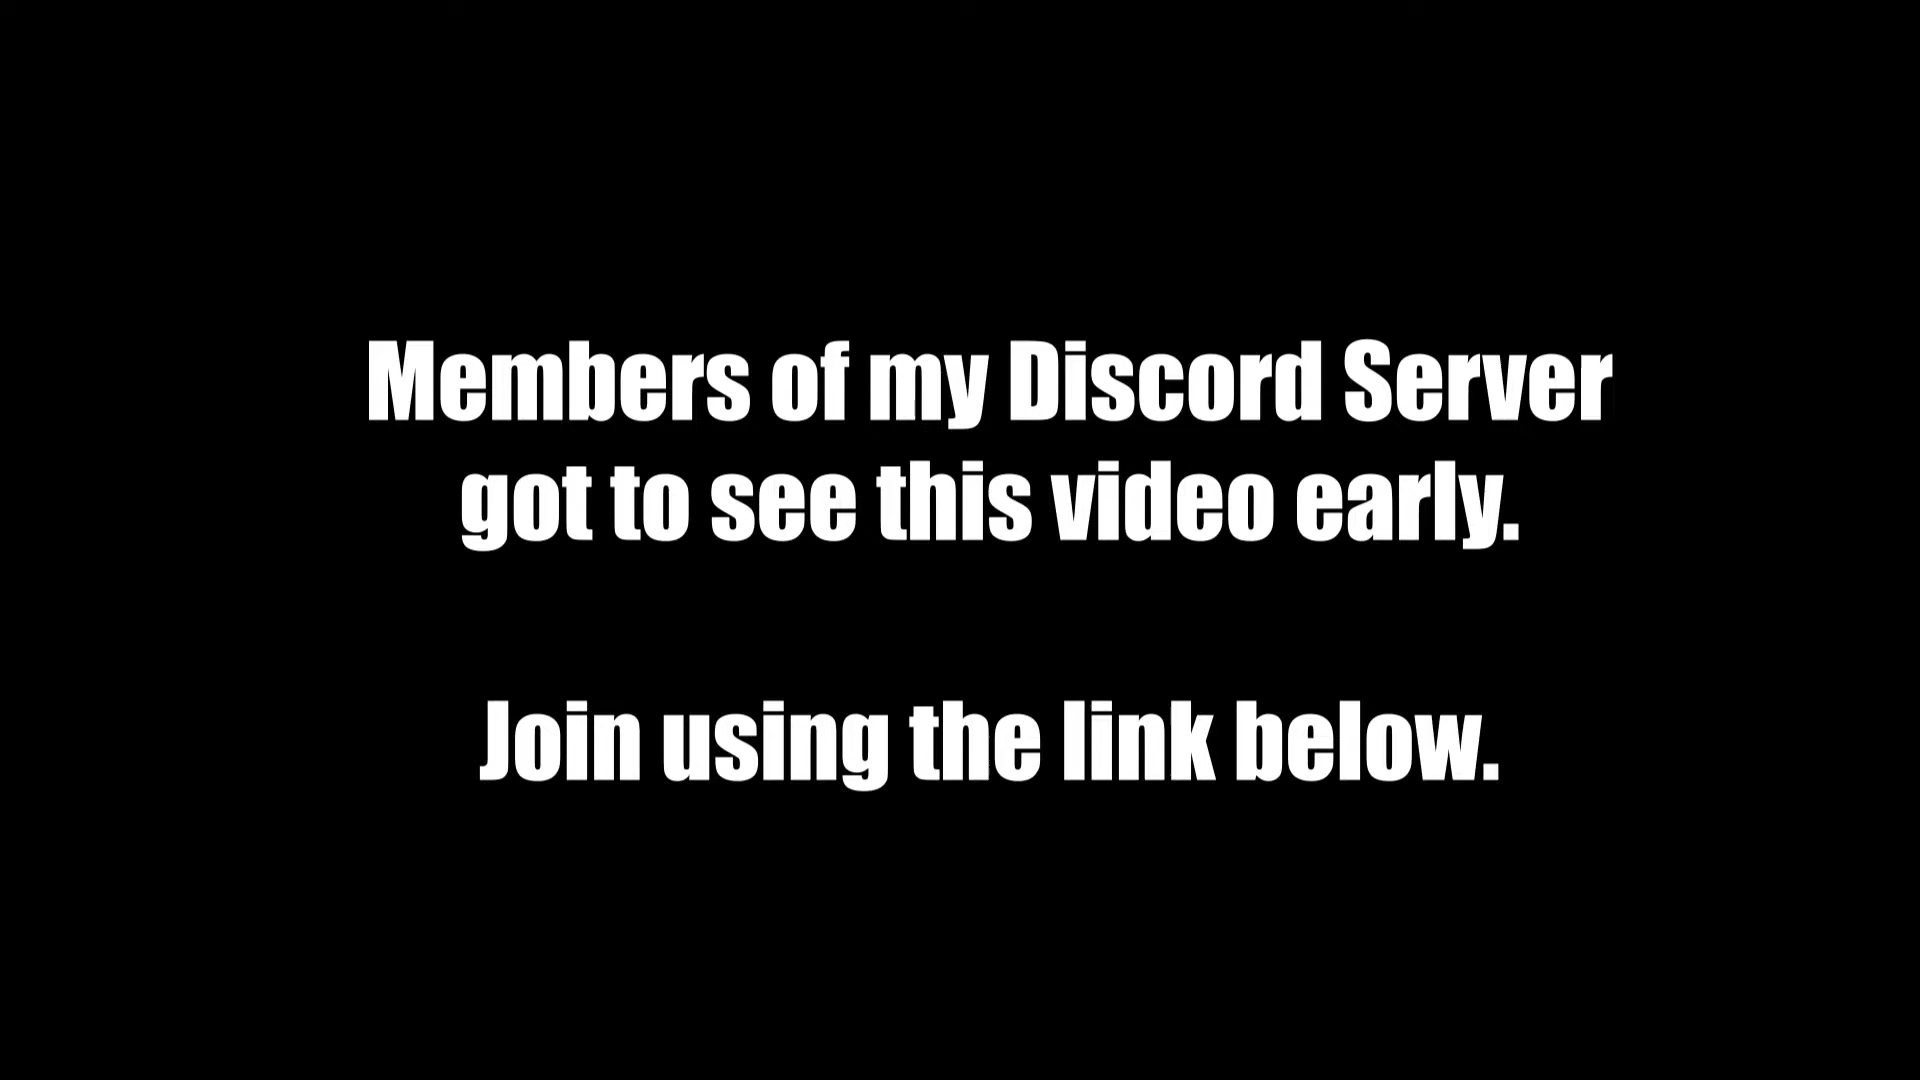 Members of my Discord Server
got to see this video early.
Join using the link below.